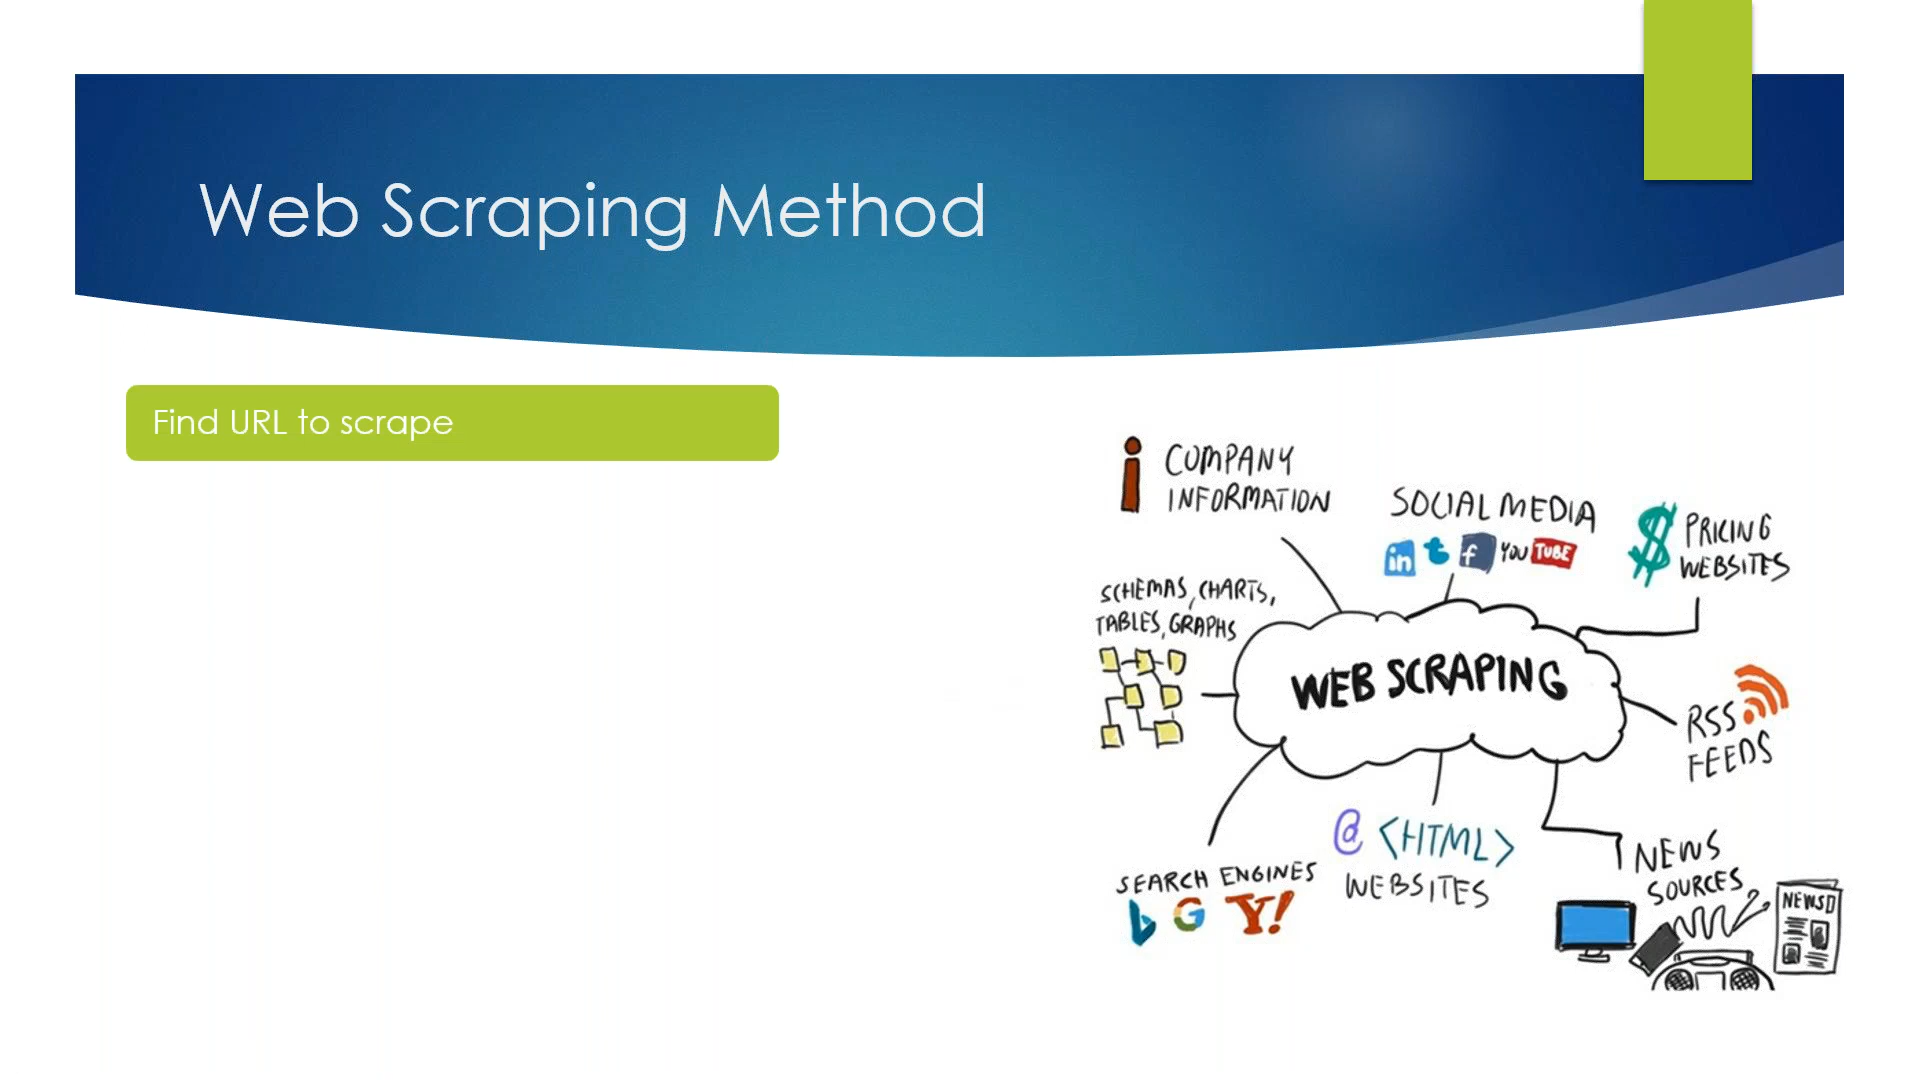 Web Scraping Method
Find URL to scrape
COMPANY
INFORMATION
SOCIAL MEDIA
in t f YOU TUBE
$ PRICING
WEBSITES
SCHEMAS, CHARTS,
TABLES, GRAPHS
WEB SCRAPING
RSS
FEEDS
@ <HTML>
WEBSITES
SEARCH ENGINES
b G Y!
NEWS
SOURCES
NEWS